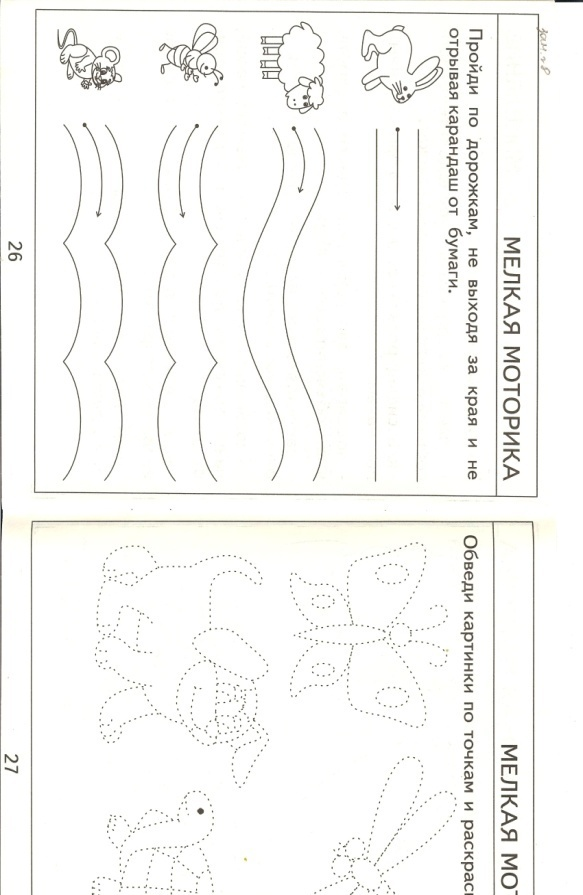 МЕЛКАЯ МОТОРИКА
Пройди по дорожкам, не выходя за края и не
отрывая карандаш от бумаги.
26
МЕЛКАЯ МОТ
Обведи картинки по точкам и раскрас
27